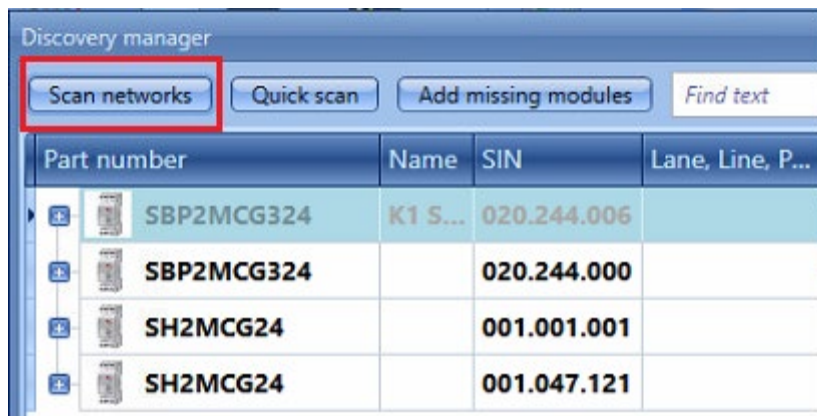 Discovery manager
Scan networks Quick scan Add missing modules Find text
Part number Name SIN Lane, Line, P...
SBP2MCG324 K1 S... 020.244.006
SBP2MCG324 020.244.000
SH2MCG24 001.001.001
SH2MCG24 001.047.121